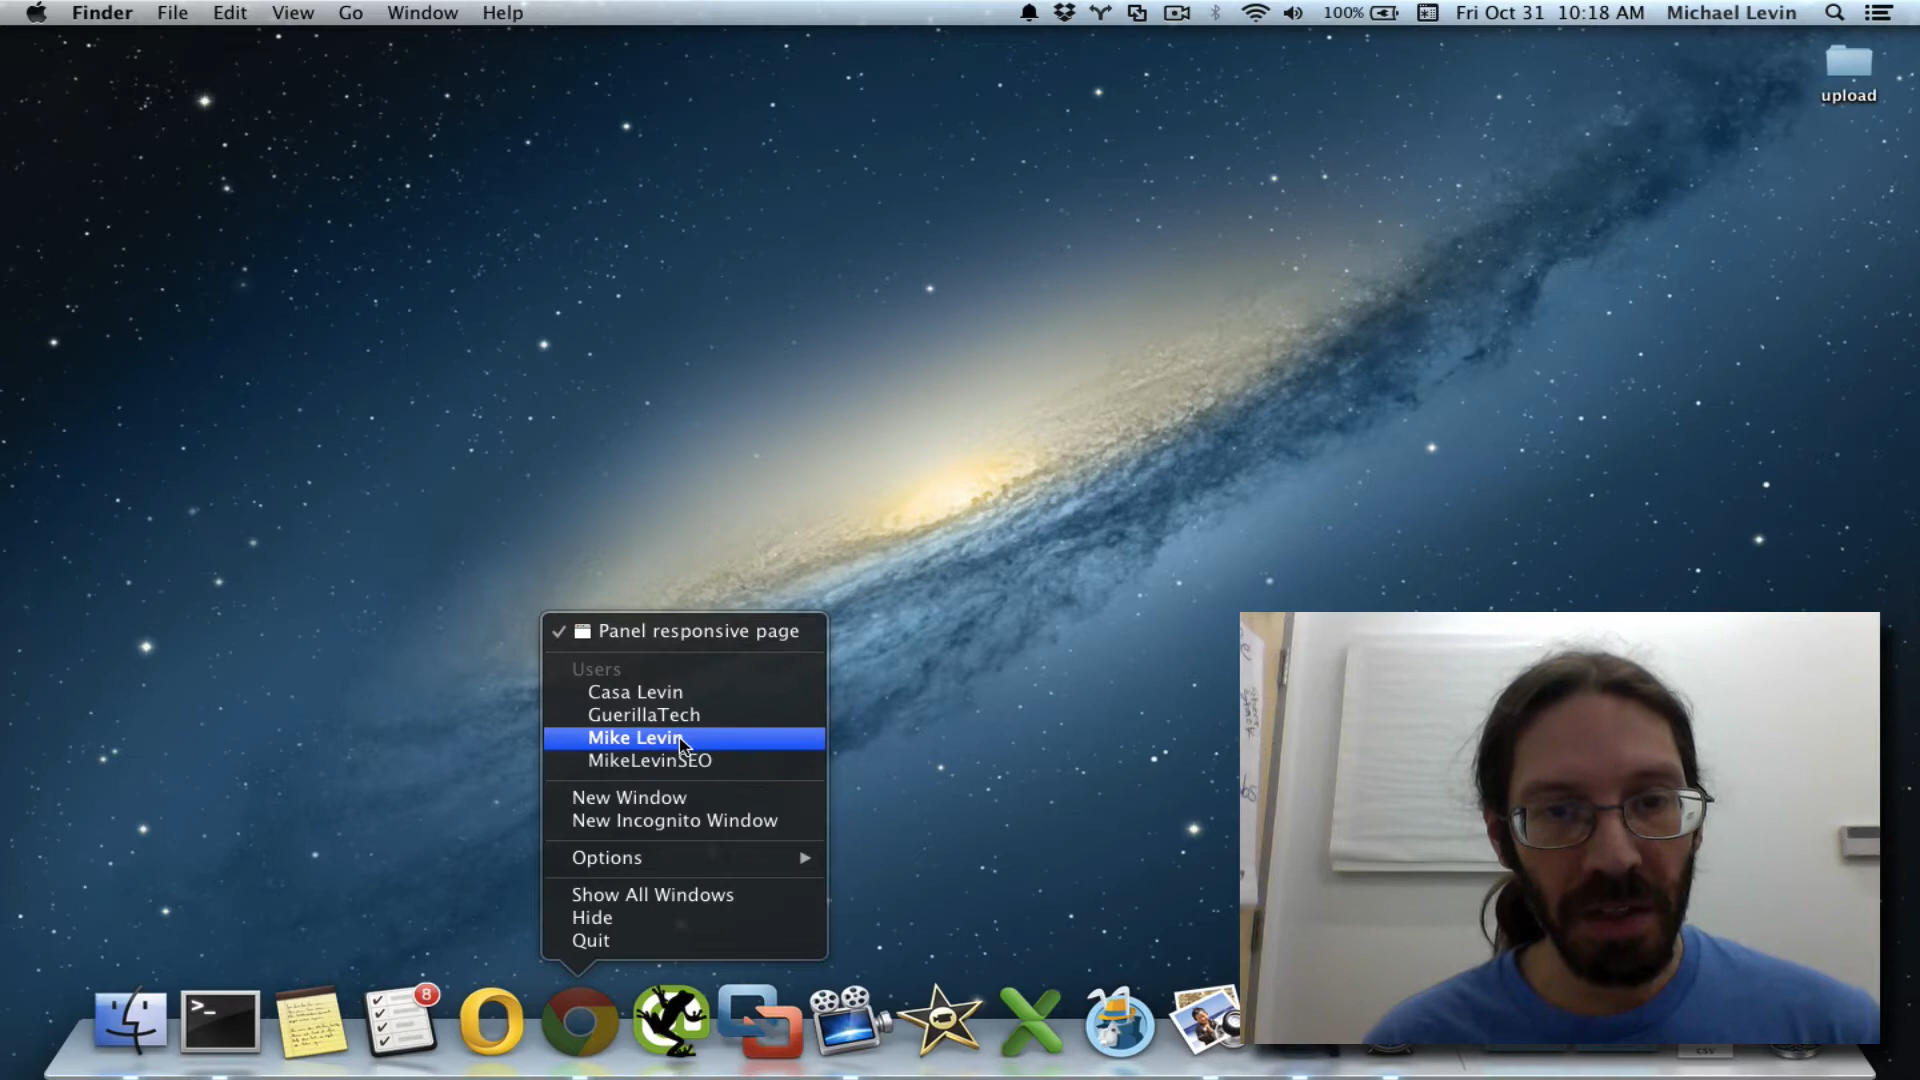 Finder File Edit View Go Window Help 100% Fri Oct 31 10:18 AM Michael Levin
upload
Panel responsive page
Users
Casa Levin
GuerillaTech
Mike Levin
MikeLevinSEO
New Window
New Incognito Window
Options
Show All Windows
Hide
Quit
8
>_
CSV